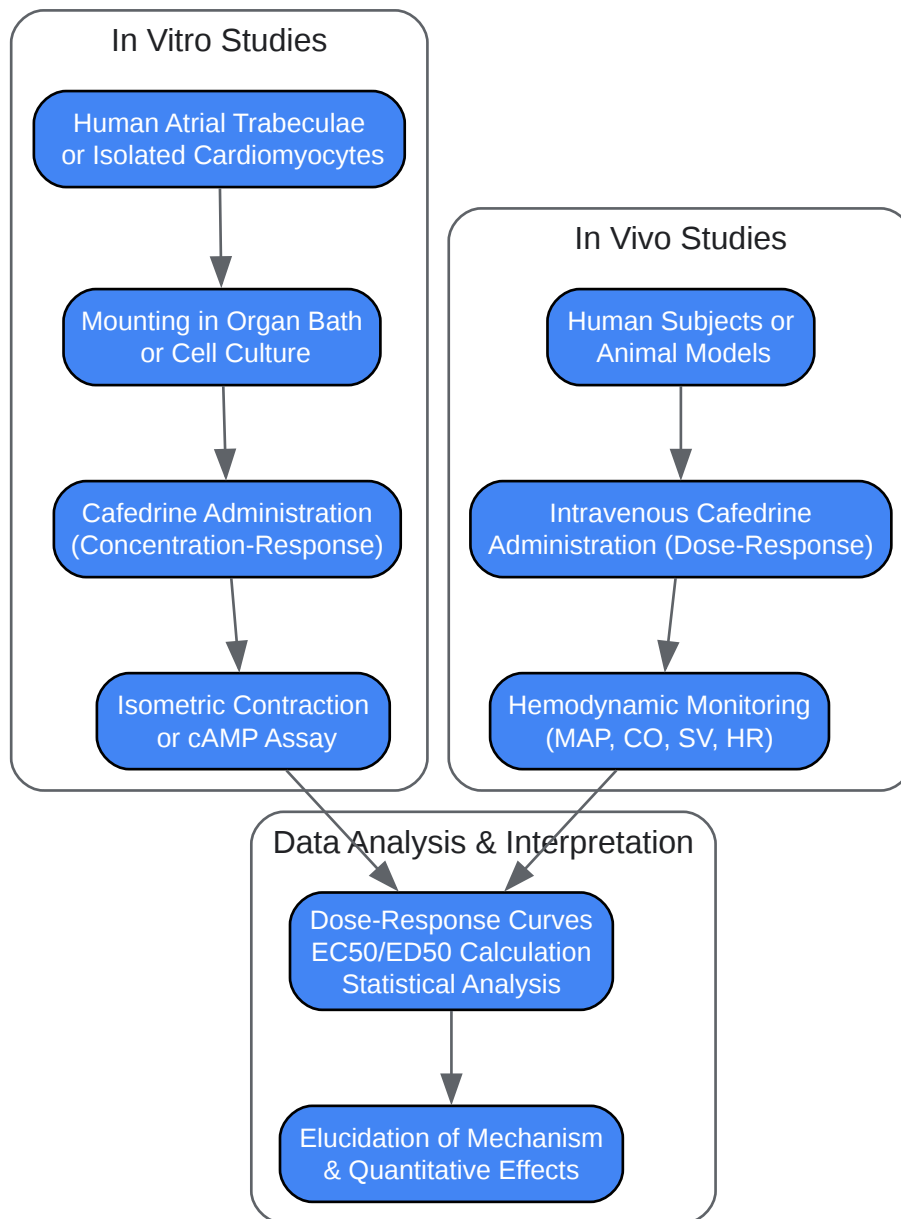 In Vitro Studies
Human Atrial Trabeculae
or Isolated Cardiomyocytes
Mounting in Organ Bath
or Cell Culture
Cafedrine Administration
(Concentration-Response)
Isometric Contraction
or cAMP Assay
In Vivo Studies
Human Subjects or
Animal Models
Intravenous Cafedrine
Administration (Dose-Response)
Hemodynamic Monitoring
(MAP, CO, SV, HR)
Data Analysis & Interpretation
Dose-Response Curves
EC50/ED50 Calculation
Statistical Analysis
Elucidation of Mechanism
& Quantitative Effects